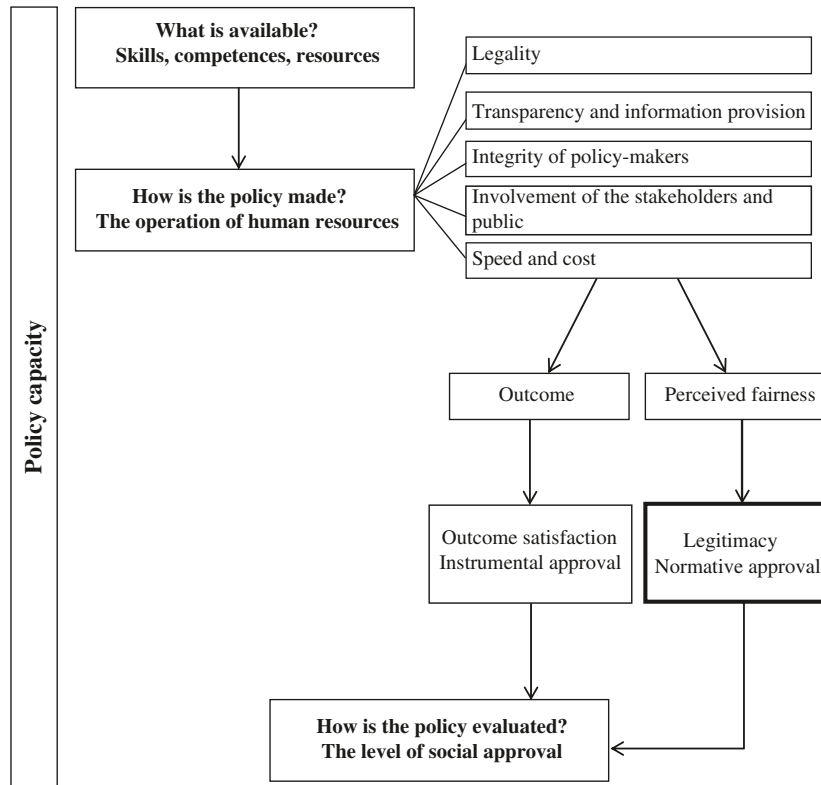 Policy capacity
What is available?
Skills, competences, resources
How is the policy made?
The operation of human resources
Legality
Transparency and information provision
Integrity of policy-makers
Involvement of the stakeholders and
public
Speed and cost
Outcome
Perceived fairness
Outcome satisfaction
Instrumental approval
Legitimacy
Normative approval
How is the policy evaluated?
The level of social approval